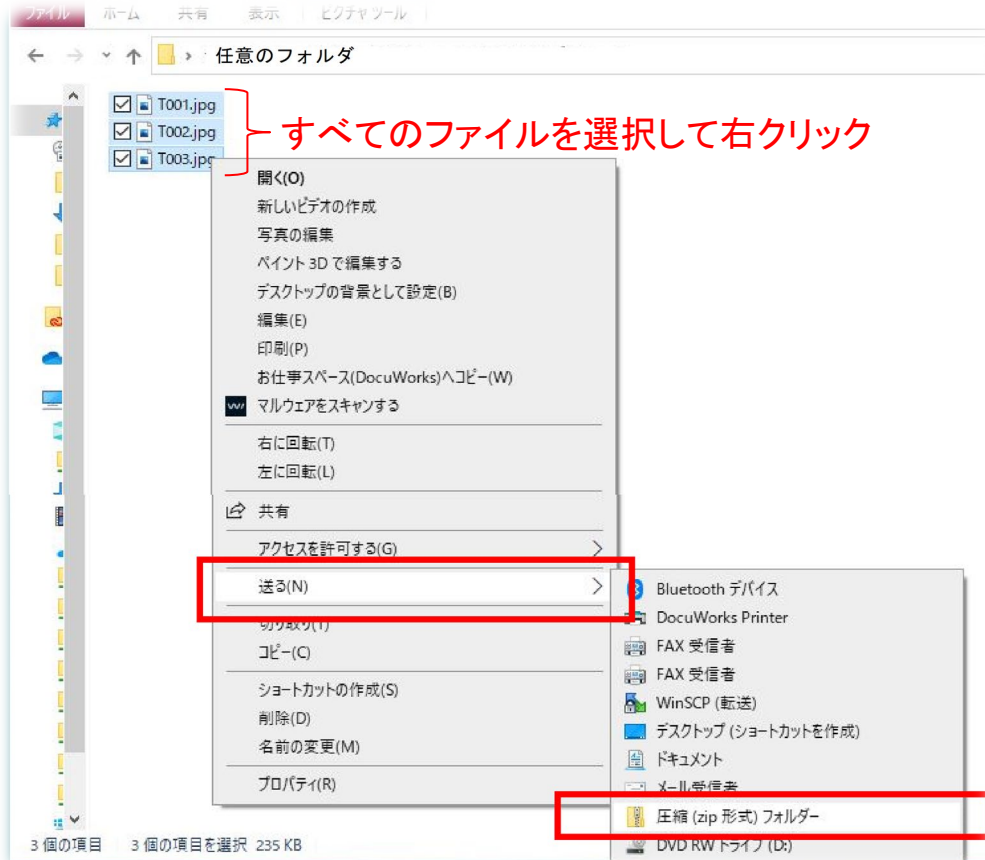 ファイル ホーム 共有 表示 ピクチャ ツール
任意のフォルダ
T001.jpg
T002.jpg
T003.jpg
すべてのファイルを選択して右クリック
開く(O)
新しいビデオの作成
写真の編集
ペイント 3D で編集する
デスクトップの背景として設定(B)
編集(E)
印刷(P)
お仕事スペース(DocuWorks)へコピー(W)
マルウェアをスキャンする
右に回転(T)
左に回転(L)
共有
アクセスを許可する(G)
送る(N)
切り取り(T)
コピー(C)
ショートカットの作成(S)
削除(D)
名前の変更(M)
プロパティ(R)
Bluetooth デバイス
DocuWorks Printer
FAX 受信者
FAX 受信者
WinSCP (転送)
デスクトップ (ショートカットを作成)
ドキュメント
メール受信者
圧縮 (zip 形式) フォルダー
DVD RW ドライブ (D:)
3 個の項目 3 個の項目を選択 235 KB